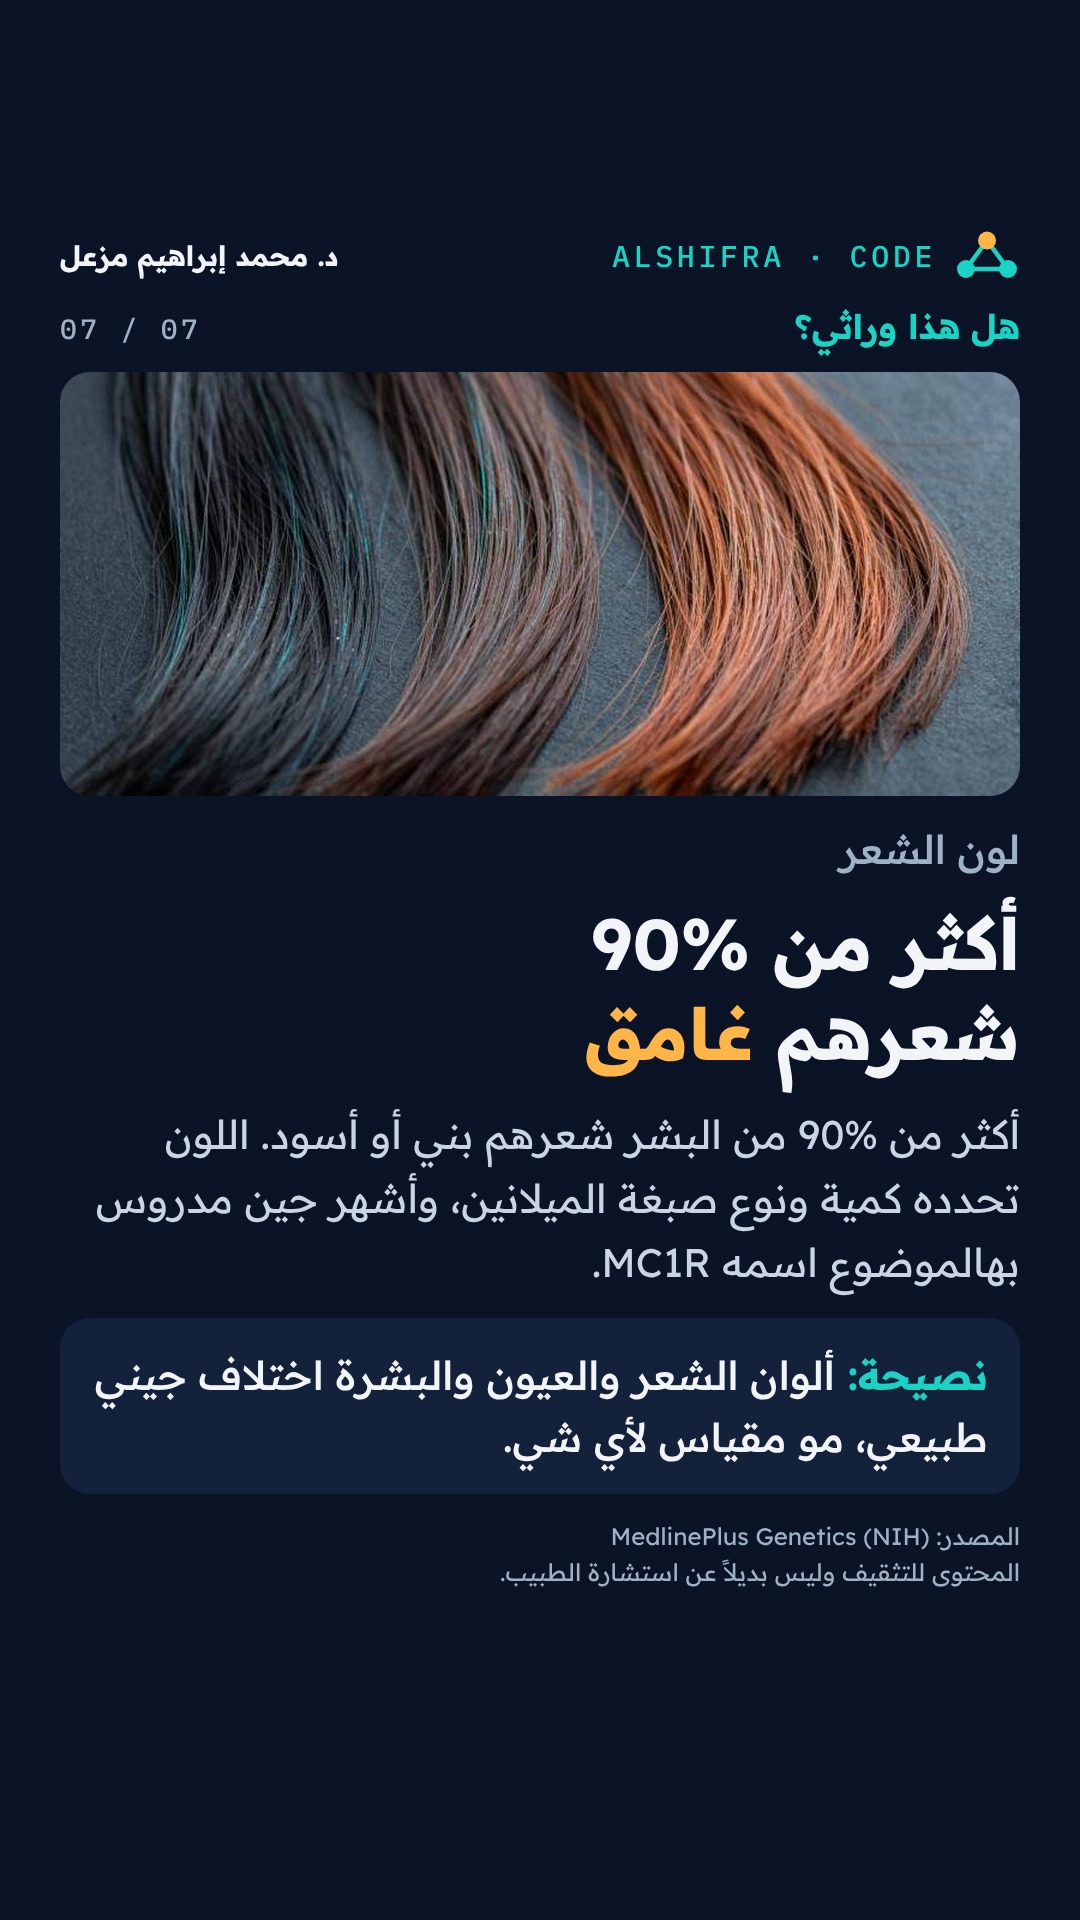 ALSHIFRA · CODE
د. محمد إبراهيم مزعل
هل هذا وراثي؟
07 / 07
لون الشعر
أكثر من 90%
شعرهم غامق
أكثر من 90% من البشر شعرهم بني أو أسود. اللون
تحدده كمية ونوع صبغة الميلانين، وأشهر جين مدروس
بهالموضوع اسمه MC1R.
نصيحة: ألوان الشعر والعيون والبشرة اختلاف جيني
طبيعي، مو مقياس لأي شي.
المصدر: MedlinePlus Genetics (NIH)
المحتوى للتثقيف وليس بديلاً عن استشارة الطبيب.